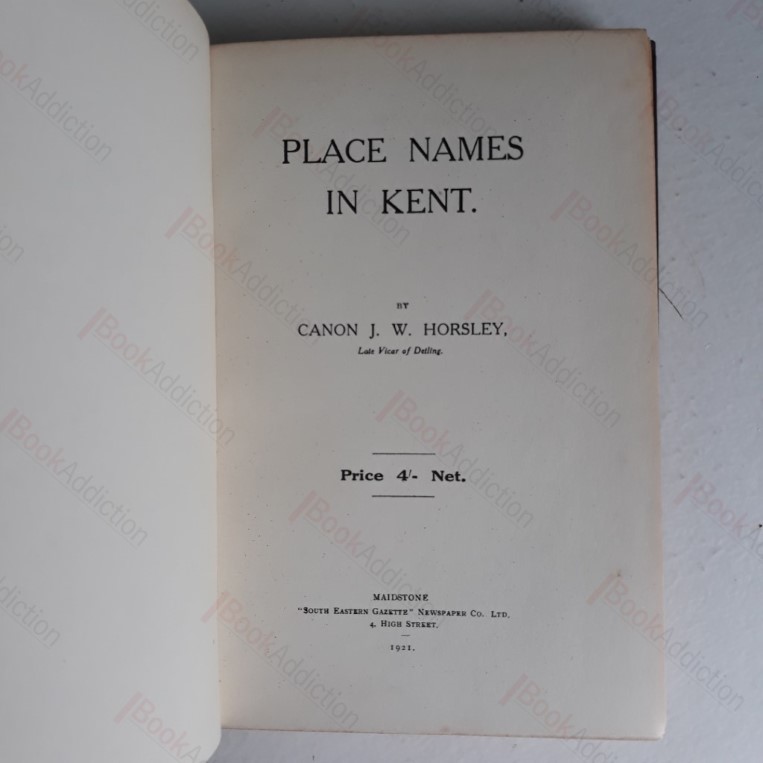 PLACE NAMES
IN KENT.
BY
CANON J. W. HORSLEY,
Late Vicar of Detling.
Price 4/- Net.
MAIDSTONE
"SOUTH EASTERN GAZETTE" NEWSPAPER CO. LTD,
4, HIGH STREET.
1921.
BookAddiction